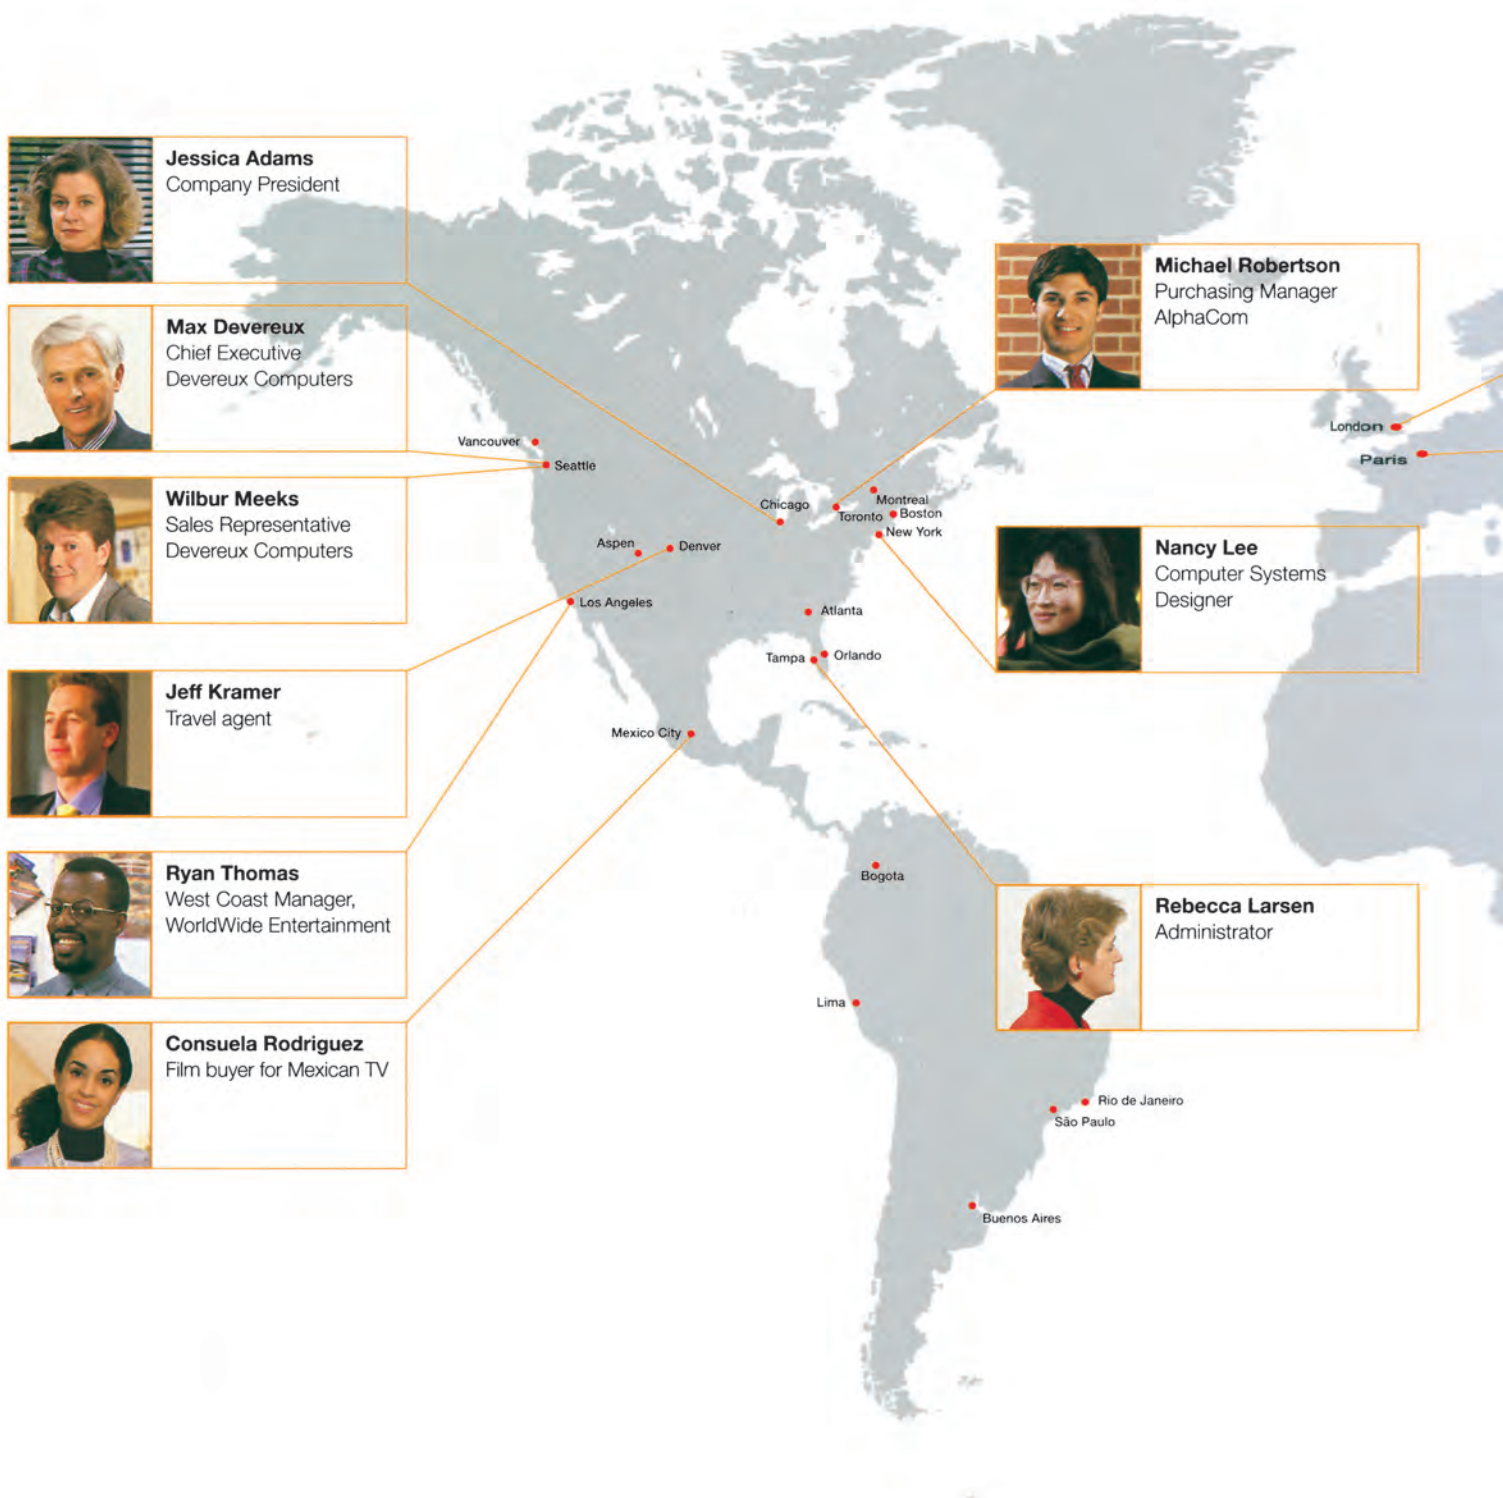 Jessica Adams
Company President
Max Devereux
Chief Executive
Devereux Computers
Wilbur Meeks
Sales Representative
Devereux Computers
Jeff Kramer
Travel agent
Ryan Thomas
West Coast Manager,
WorldWide Entertainment
Consuela Rodriguez
Film buyer for Mexican TV
Vancouver
Seattle
Chicago
Montreal
Toronto
Boston
New York
Aspen
Denver
Los Angeles
Atlanta
Tampa
Orlando
Mexico City
Bogota
Lima
Rio de Janeiro
São Paulo
Buenos Aires
Michael Robertson
Purchasing Manager
AlphaCom
London
Paris
Nancy Lee
Computer Systems
Designer
Rebecca Larsen
Administrator